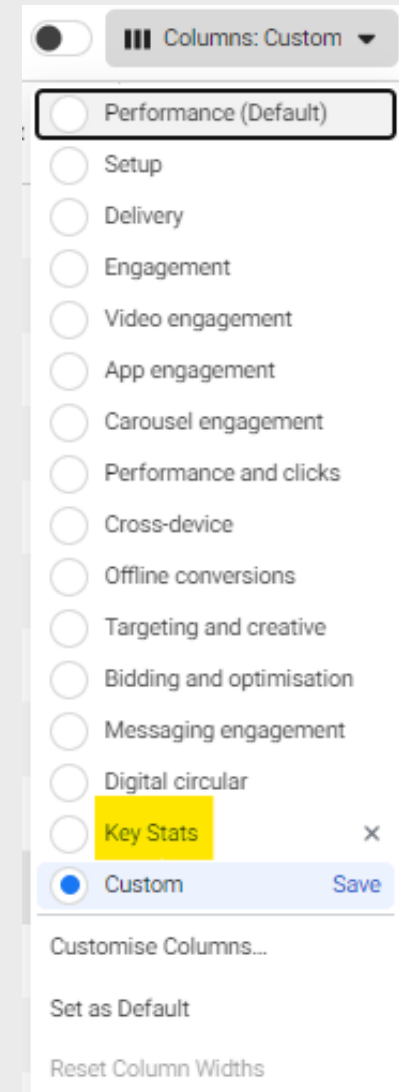 Columns: Custom
Performance (Default)
Setup
Delivery
Engagement
Video engagement
App engagement
Carousel engagement
Performance and clicks
Cross-device
Offline conversions
Targeting and creative
Bidding and optimisation
Messaging engagement
Digital circular
Key Stats ×
Custom Save
Customise Columns...
Set as Default
Reset Column Widths